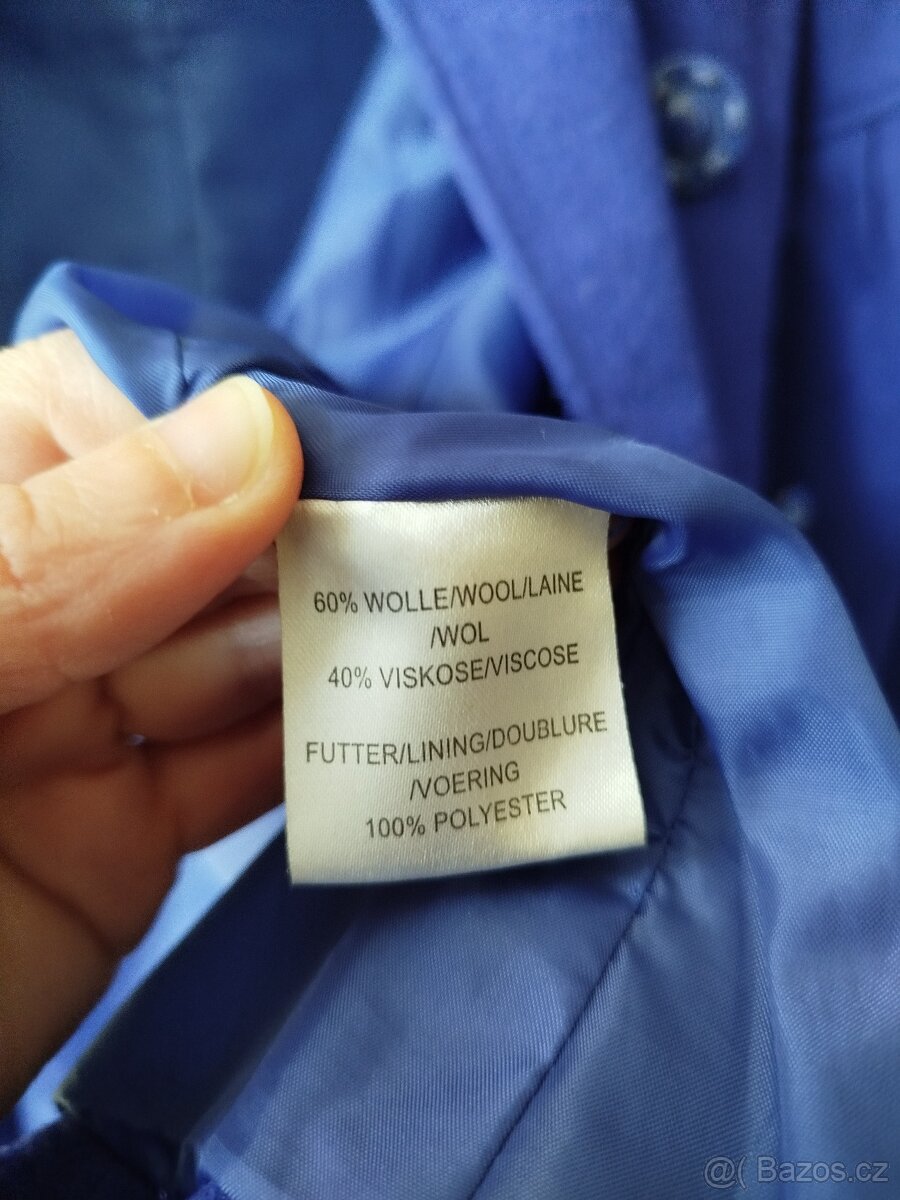 60% WOLLE/WOOL/LAINE
/WOL
40% VISKOSE/VISCOSE
FUTTER/LINING/DOUBLURE
/VOERING
100% POLYESTER
@( Bazos.cz